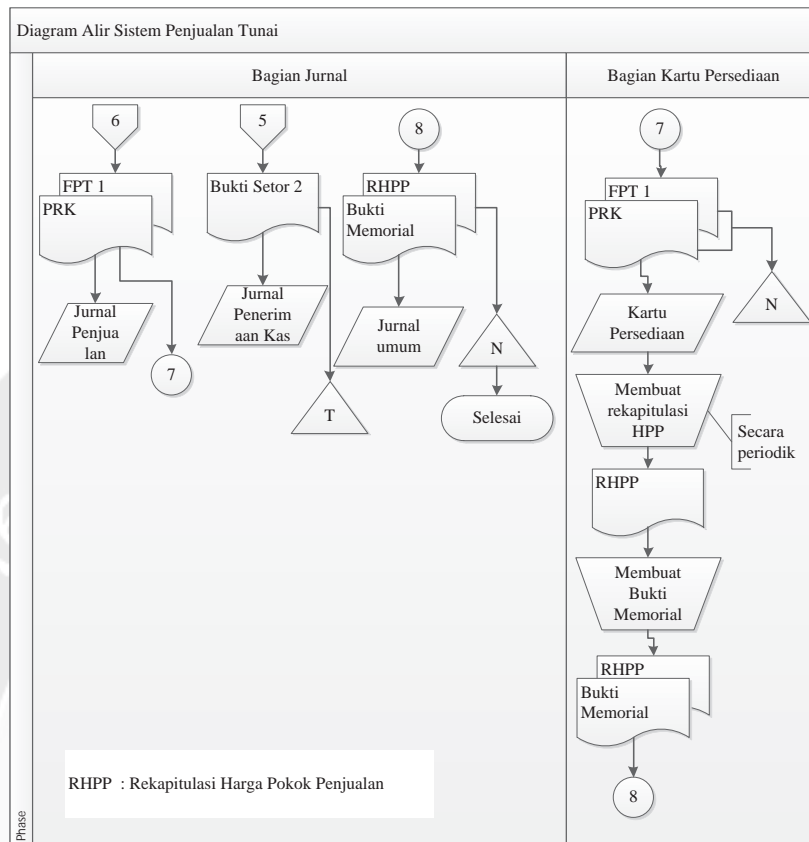 Diagram Alir Sistem Penjualan Tunai
Bagian Jurnal
Bagian Kartu Persediaan
6
FPT 1
PRK
Jurnal
Penjua
lan
7
5
Bukti Setor 2
Jurnal
Penerim
aan Kas
T
8
RHPP
Bukti
Memorial
Jurnal
umum
N
Selesai
7
FPT 1
PRK
N
Kartu
Persediaan
Membuat
rekapitulasi
HPP
Secara
periodik
RHPP
Membuat
Bukti
Memorial
RHPP
Bukti
Memorial
8
RHPP : Rekapitulasi Harga Pokok Penjualan
Phase